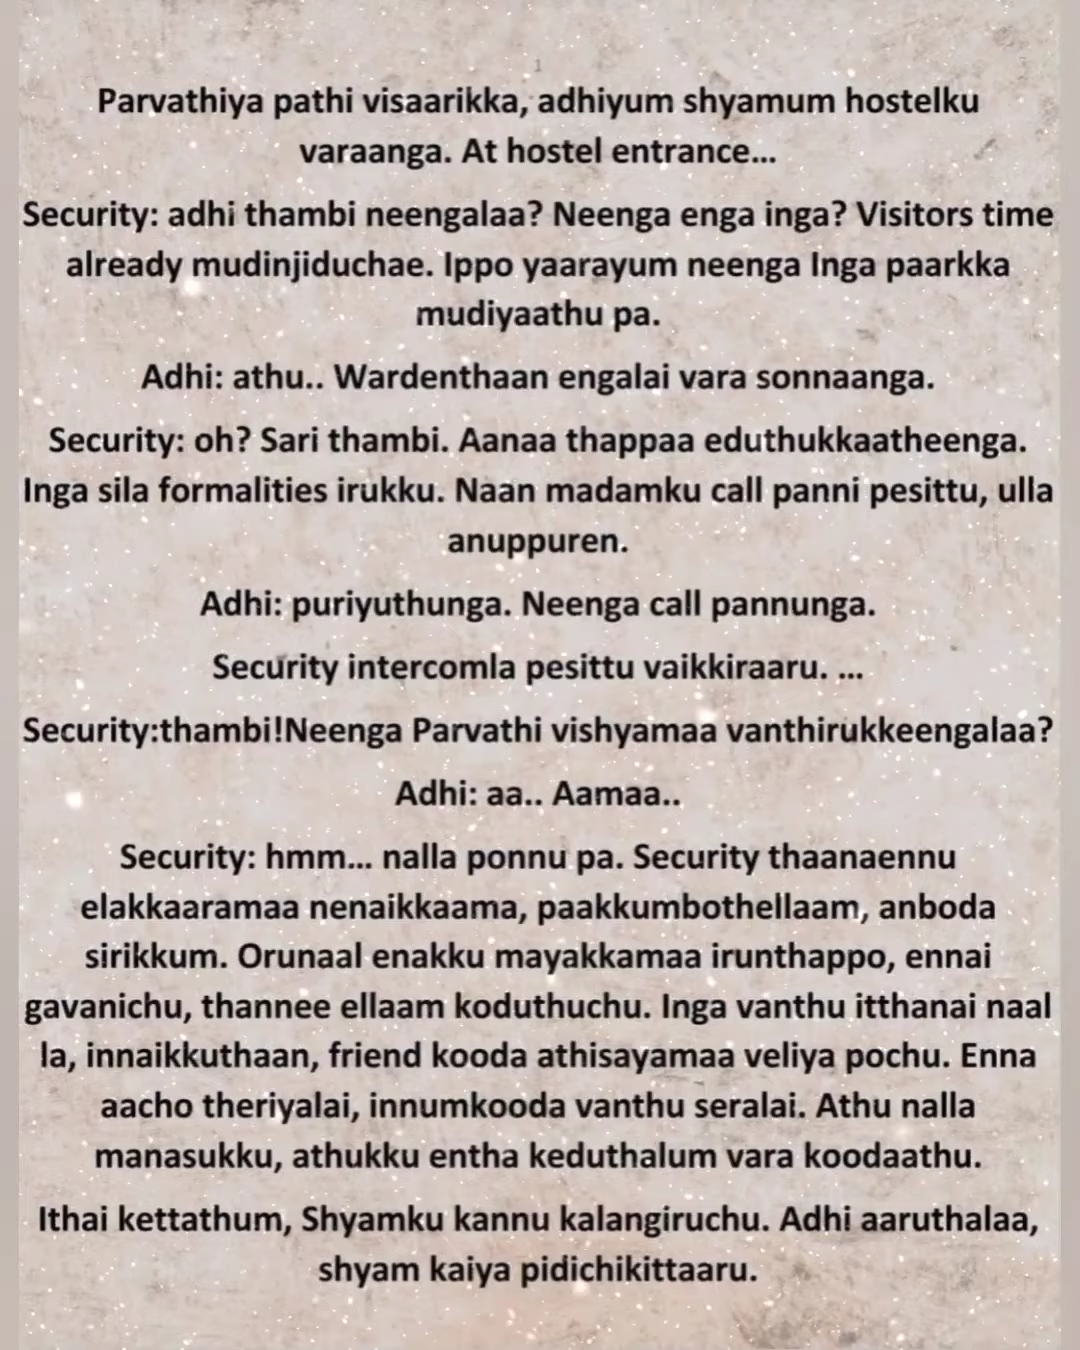 1
Parvathiya pathi visaarikka, adhiyum shyamum hostelku
varaanga. At hostel entrance...
Security: adhi thambi neengalaa? Neenga enga inga? Visitors time
already mudinjiduchae. Ippo yaarayum neenga Inga paarkka
mudiyaathu pa.
Adhi: athu.. Wardenthaan engalai vara sonnaanga.
Security: oh? Sari thambi. Aanaa thappaa eduthukkaatheenga.
Inga sila formalities irukku. Naan madamku call panni pesittu, ulla
anuppuren.
Adhi: puriyuthunga. Neenga call pannunga.
Security intercomla pesittu vaikkiraaru. ...
Security:thambi!Neenga Parvathi vishyamaa vanthirukkeengalaa?
Adhi: aa.. Aamaa..
Security: hmm... nalla ponnu pa. Security thaanaennu
elakkaaramaa nenaikkaama, paakkumbothellaam, anboda
sirikkum. Orunaal enakku mayakkamaa irunthappo, ennai
gavanichu, thannee ellaam koduthuchu. Inga vanthu itthanai naal
la, innaikkuthaan, friend kooda athisayamaa veliya pochu. Enna
aacho theriyalai, innumkooda vanthu seralai. Athu nalla
manasukku, athukku entha keduthalum vara koodaathu.
Ithai kettathum, Shyamku kannu kalangiruchu. Adhi aaruthalaa,
shyam kaiya pidichikittaaru.